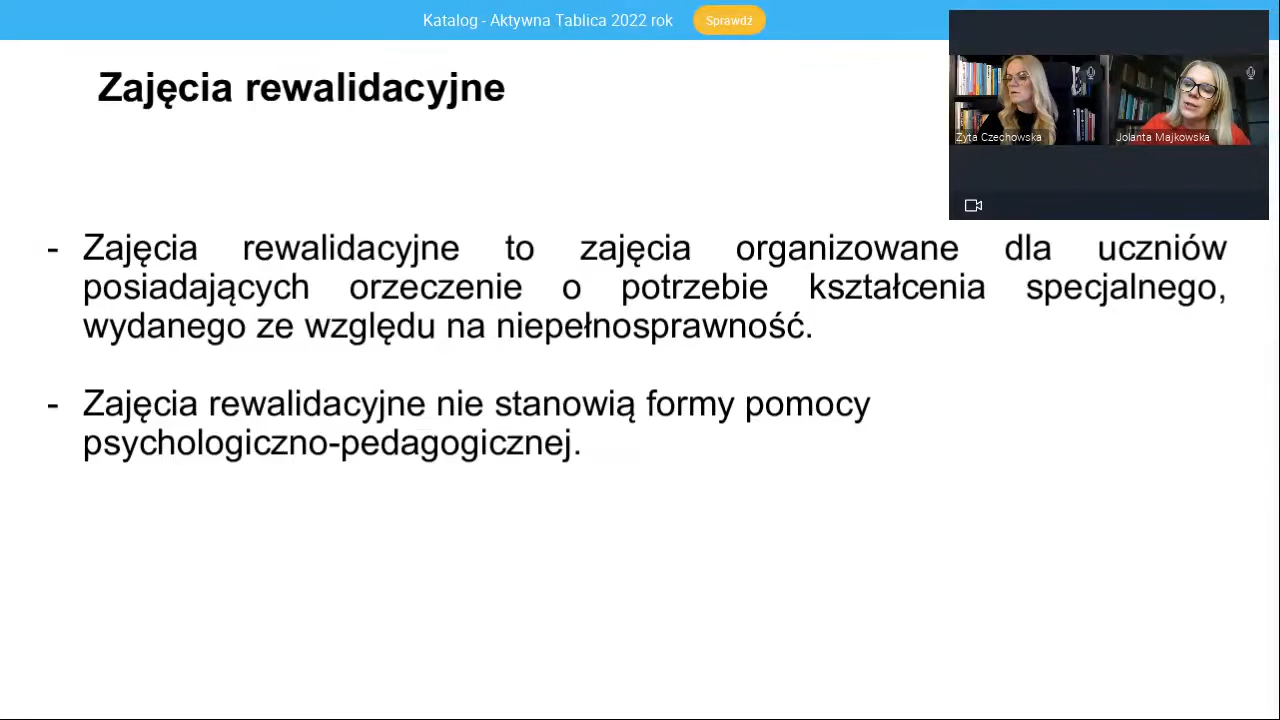 Katalog - Aktywna Tablica 2022 rok
Sprawdź
Zajęcia rewalidacyjne
Zyta Czechowska
Jolanta Majkowska
- Zajęcia rewalidacyjne to zajęcia organizowane dla uczniów
posiadających orzeczenie o potrzebie kształcenia specjalnego,
wydanego ze względu na niepełnosprawność.
- Zajęcia rewalidacyjne nie stanowią formy pomocy
psychologiczno-pedagogicznej.